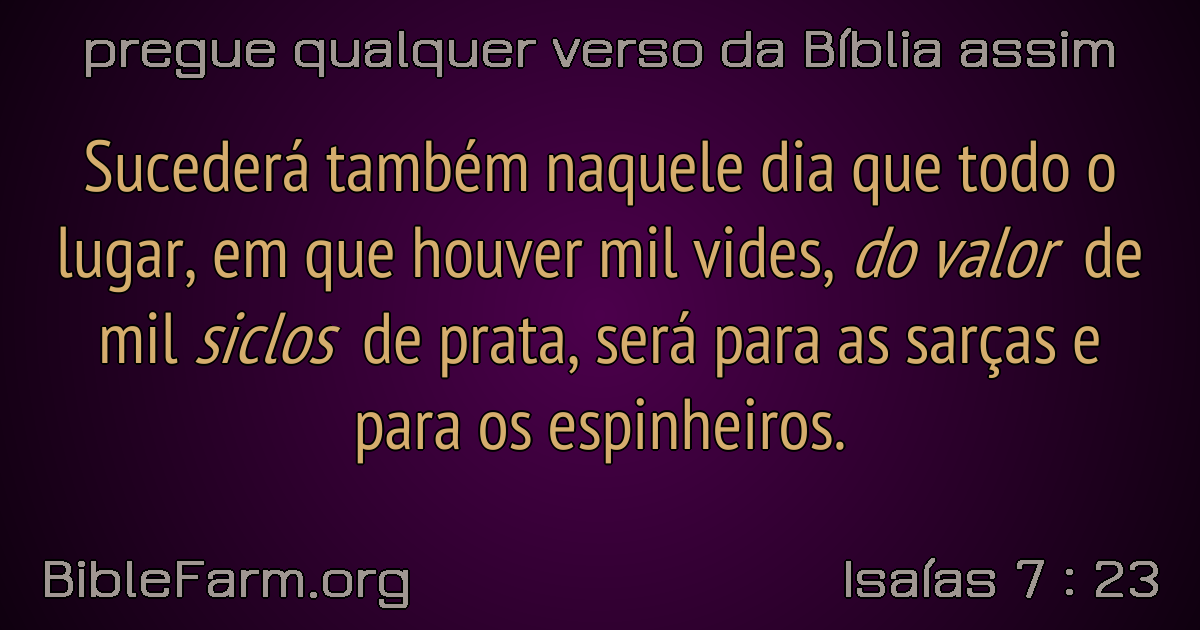 pregue qualquer verso da Bíblia assim
Sucederá também naquele dia que todo o
lugar, em que houver mil vides, do valor de
mil siclos de prata, será para as sarças e
para os espinheiros.
BibleFarm.org
Isaías 7 : 23